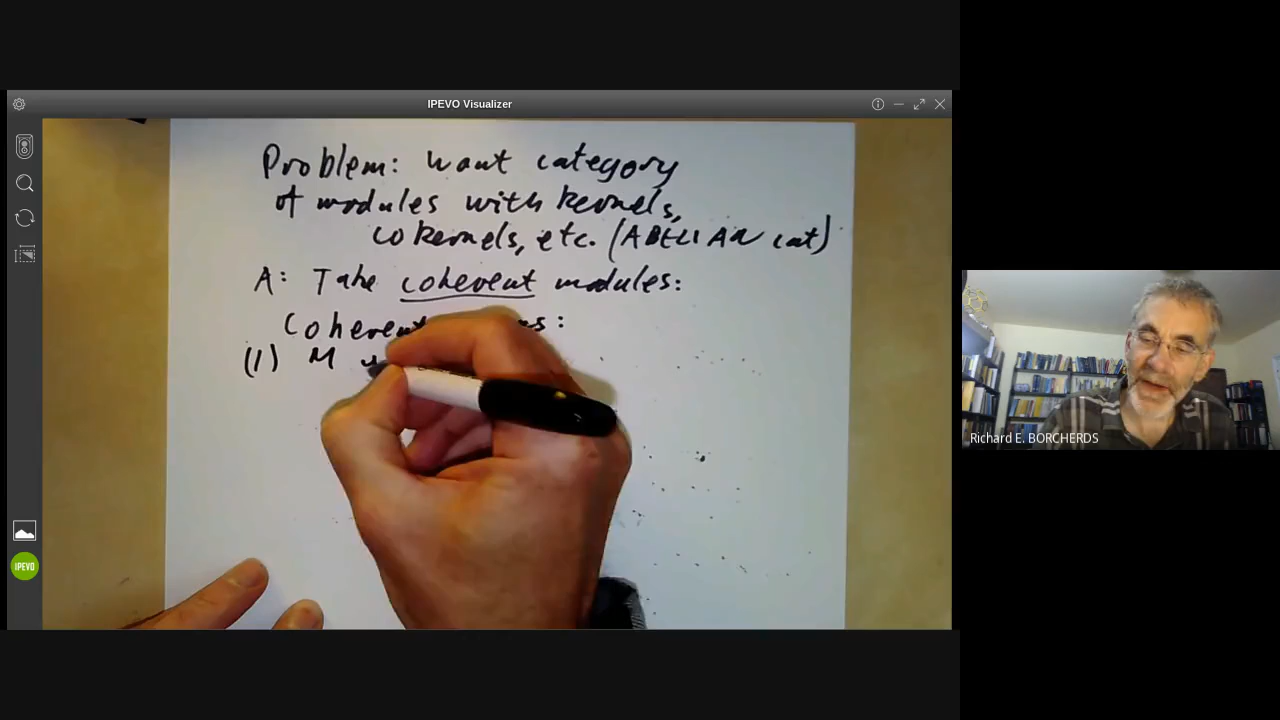 IPEVO Visualizer
Problem: want category
of modules with kernels,
cokernels, etc. (ABELIAN cat)
A: Take coherent modules:
Coherent
(1) M
IPEVO
Richard E. BORCHERDS